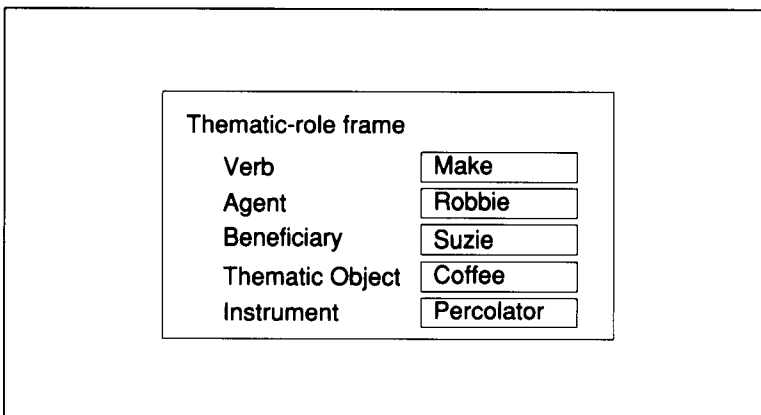 Thematic-role frame
Verb Make
Agent Robbie
Beneficiary Suzie
Thematic Object Coffee
Instrument Percolator